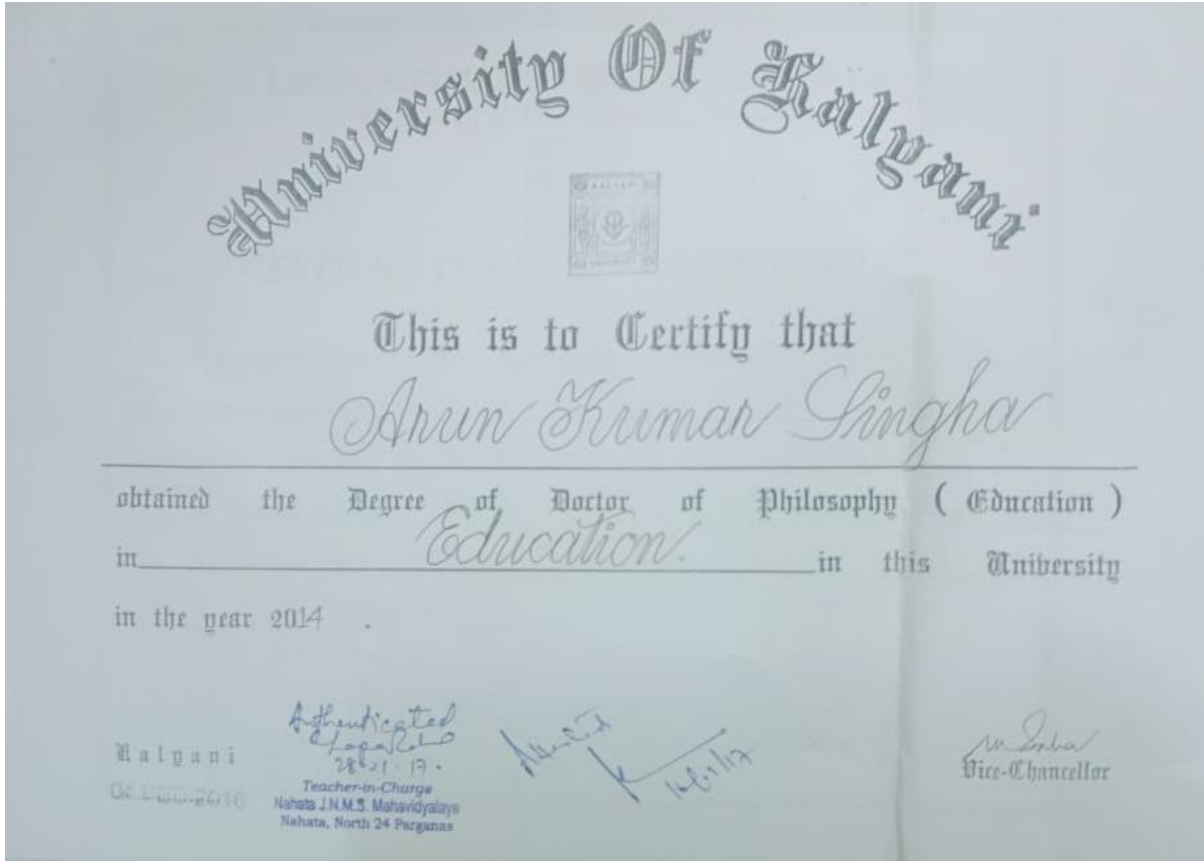 University Of Kalyani
KALYANI
This is to Certify that
Arun Kumar Singha
obtained the Degree of Doctor of Philosophy ( Education )
in Education. in this University
in the year 2014 .
Authenticated
28
Kalyani
Vice-Chancellor
Teacher-in-Charge
Nahata J.N.M.S. Mahavidyalaya
Nahata, North 24 Parganas